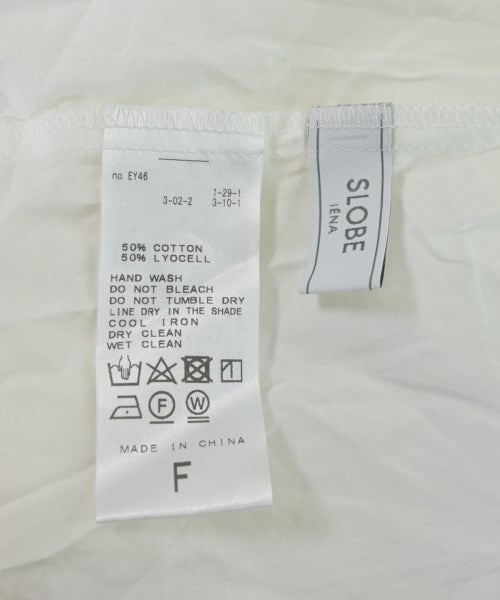 no. EY46
1-29-1
3-02-2 3-10-1
50% COTTON
50% LYOCELL
HAND WASH
DO NOT BLEACH
DO NOT TUMBLE DRY
LINE DRY IN THE SHADE
COOL IRON
DRY CLEAN
WET CLEAN
F W
MADE IN CHINA
F
SLOBE
IÉNA